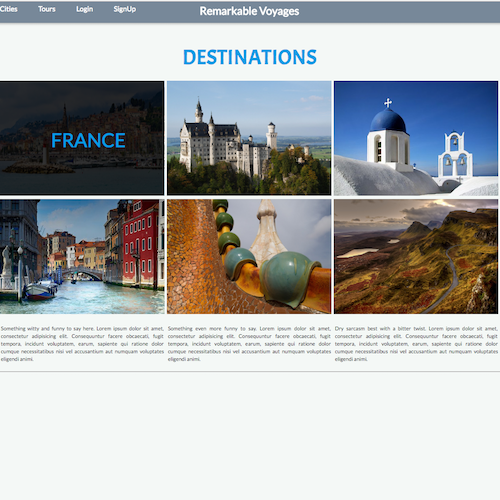 Cities Tours Login SignUp Remarkable Voyages
DESTINATIONS
FRANCE
Something witty and funny to say here. Lorem ipsum dolor sit amet,
consectetur adipisicing elit. Consequuntur facere obcaecati, fugit
tempora, incidunt voluptatem, earum, sapiente qui ratione dolor
cumque necessitatibus nisi vel accusantium aut numquam voluptates
eligendi animi.
Something even more funny to say. Lorem ipsum dolor sit amet,
consectetur adipisicing elit. Consequuntur facere obcaecati, fugit
tempora, incidunt voluptatem, earum, sapiente qui ratione dolor
cumque necessitatibus nisi vel accusantium aut numquam voluptates
eligendi animi.
Dry sarcasm best with a bitter twist. Lorem ipsum dolor sit amet,
consectetur adipisicing elit. Consequuntur facere obcaecati, fugit
tempora, incidunt voluptatem, earum, sapiente qui ratione dolor
cumque necessitatibus nisi vel accusantium aut numquam voluptates
eligendi animi.